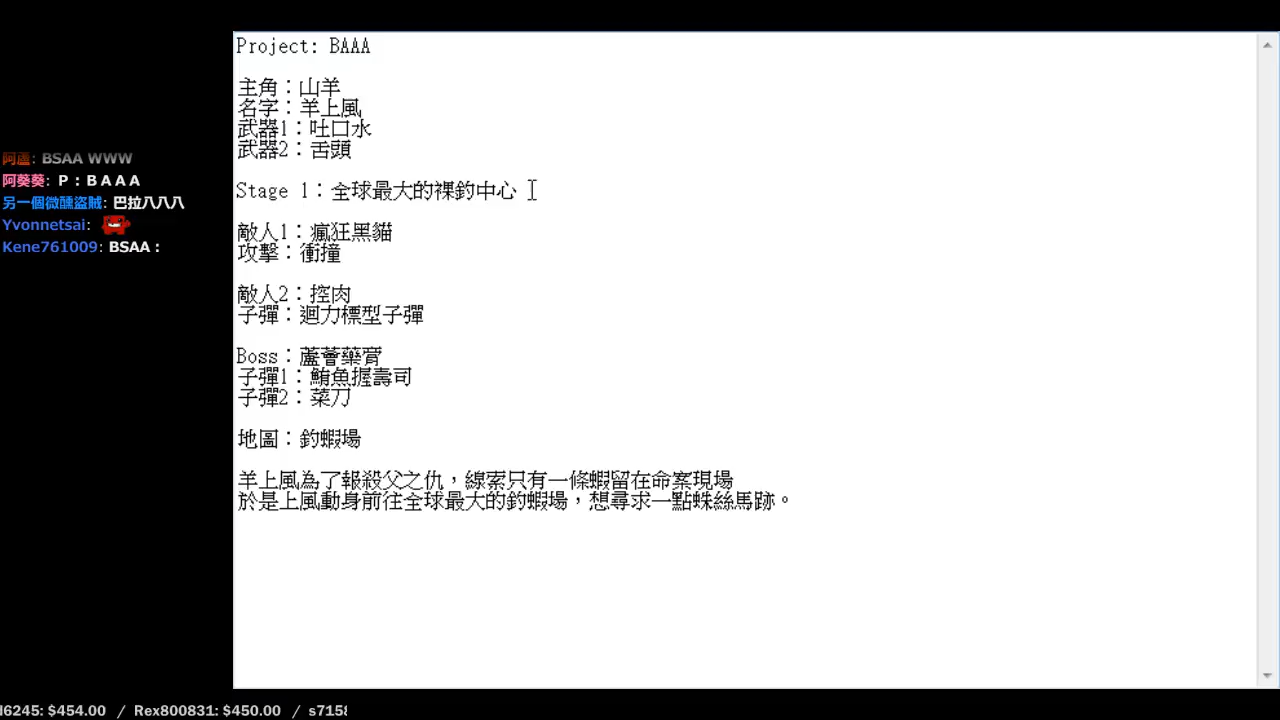 Project: BAAA
主角：山羊
名字：羊上風
武器1：吐口水
武器2：舌頭
Stage 1：全球最大的裸釣中心
敵人1：瘋狂黑貓
攻擊：衝撞
敵人2：控肉
子彈：迴力標型子彈
Boss：蘆薈藥膏
子彈1：鮪魚握壽司
子彈2：菜刀
地圖：釣蝦場
羊上風為了報殺父之仇，線索只有一條蝦留在命案現場
於是上風動身前往全球最大的釣蝦場，想尋求一點蛛絲馬跡。
阿盧: BSAA WWW
阿葵葵: P : B A A A
另一個微醺盜賊: 巴拉八八八
Yvonnetsai:
Kene761009: BSAA :
d6245: $454.00 / Rex800831: $450.00 / s7158